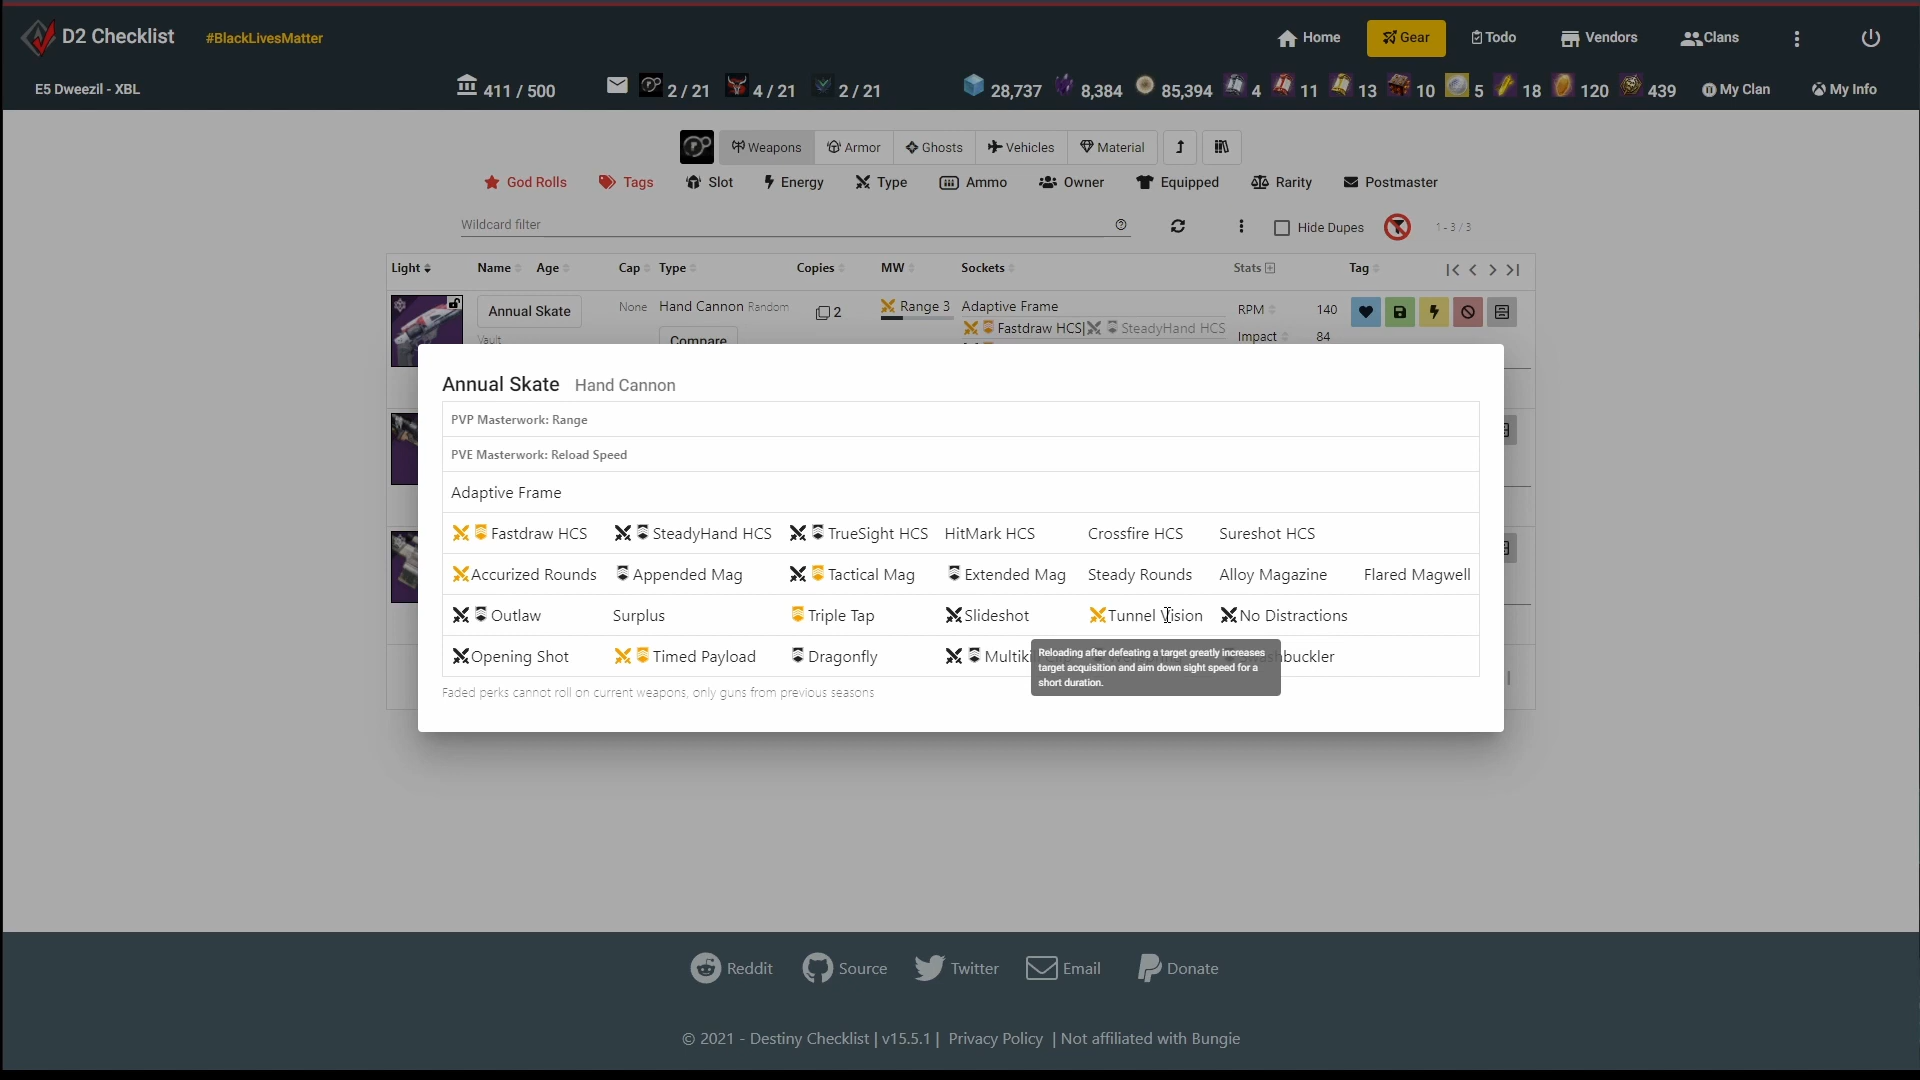 D2 Checklist #BlackLivesMatter Home Gear Todo Vendors Clans
E5 Dweezil - XBL 411 / 500 2 / 21 4 / 21 2 / 21 28,737 8,384 85,394 4 11 13 10 5 18 120 439 My Clan My Info
Weapons Armor Ghosts Vehicles Material
God Rolls Tags Slot Energy Type Ammo Owner Equipped Rarity Postmaster
Wildcard filter Hide Dupes 1 - 3 / 3
Light Name Age Cap Type Copies MW Sockets Stats Tag
Annual Skate None Hand Cannon Random 2 Range 3 Adaptive Frame RPM 140
Fastdraw HCS| SteadyHand HCS
Vault Compare Impact 84
Annual Skate Hand Cannon
PVP Masterwork: Range
PVE Masterwork: Reload Speed
Adaptive Frame
Fastdraw HCS SteadyHand HCS TrueSight HCS HitMark HCS Crossfire HCS Sureshot HCS
Accurized Rounds Appended Mag Tactical Mag Extended Mag Steady Rounds Alloy Magazine Flared Magwell
Outlaw Surplus Triple Tap Slideshot Tunnel Vision No Distractions
Opening Shot Timed Payload Dragonfly
Reloading after defeating a target greatly increases
target acquisition and aim down sight speed for a
short duration.
Faded perks cannot roll on current weapons, only guns from previous seasons
Reddit Source Twitter Email Donate
© 2021 - Destiny Checklist | v15.5.1 | Privacy Policy | Not affiliated with Bungie